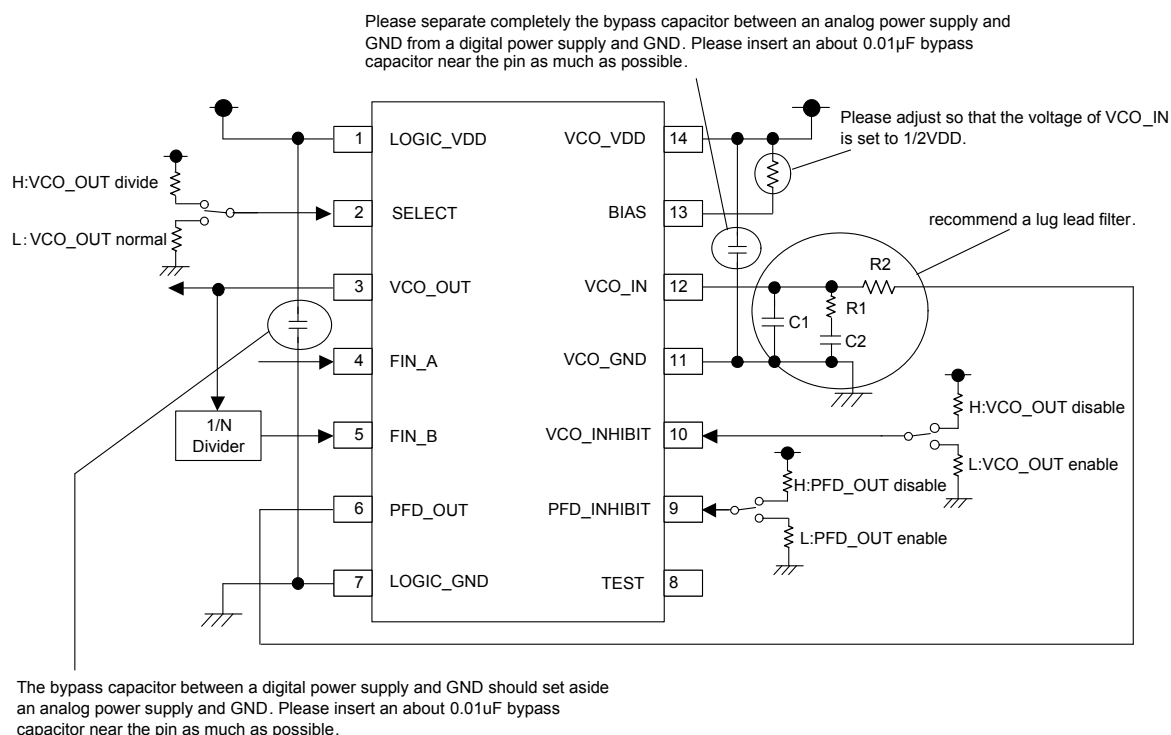 Please separate completely the bypass capacitor between an analog power supply and
GND from a digital power supply and GND. Please insert an about 0.01µF bypass
capacitor near the pin as much as possible.
Please adjust so that the voltage of VCO_IN
is set to 1/2VDD.
1 LOGIC_VDD VCO_VDD 14
H:VCO_OUT divide
2 SELECT BIAS 13
recommend a lug lead filter.
L:VCO_OUT normal
R2
3 VCO_OUT VCO_IN 12
R1
C1
C2
4 FIN_A VCO_GND 11
H:VCO_OUT disable
1/N
Divider
5 FIN_B VCO_INHIBIT 10
L:VCO_OUT enable
H:PFD_OUT disable
6 PFD_OUT PFD_INHIBIT 9
L:PFD_OUT enable
7 LOGIC_GND TEST 8
The bypass capacitor between a digital power supply and GND should set aside
an analog power supply and GND. Please insert an about 0.01uF bypass
capacitor near the pin as much as possible.